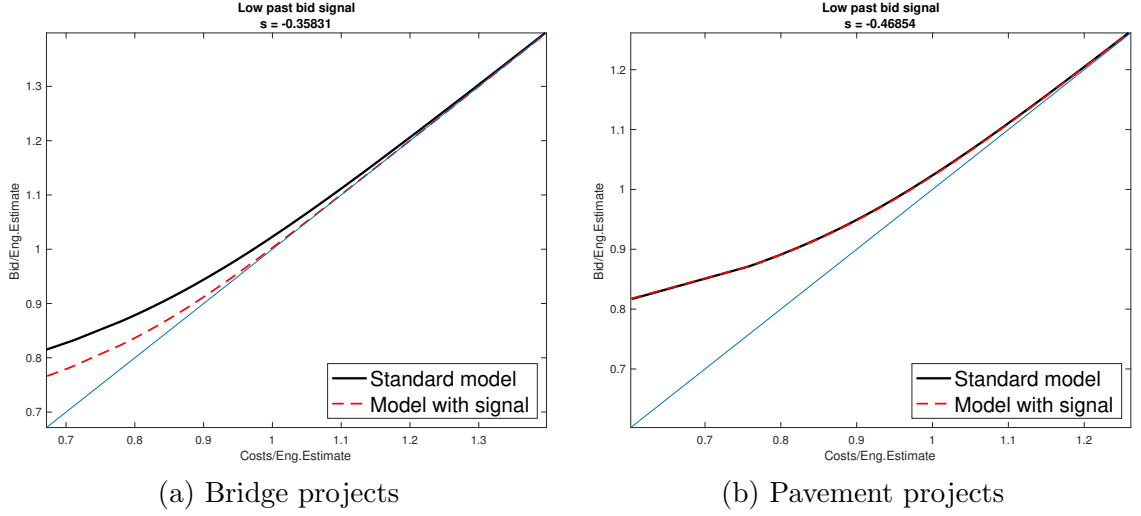 Low past bid signal
s = -0.35831
1.3
1.2
1.1
1
0.9
0.8
0.7
Bid/Eng.Estimate
0.7 0.8 0.9 1 1.1 1.2 1.3
Costs/Eng.Estimate
Standard model
Model with signal
(a) Bridge projects
Low past bid signal
s = -0.46854
1.2
1.1
1
0.9
0.8
0.7
Bid/Eng.Estimate
0.7 0.8 0.9 1 1.1 1.2
Costs/Eng.Estimate
Standard model
Model with signal
(b) Pavement projects